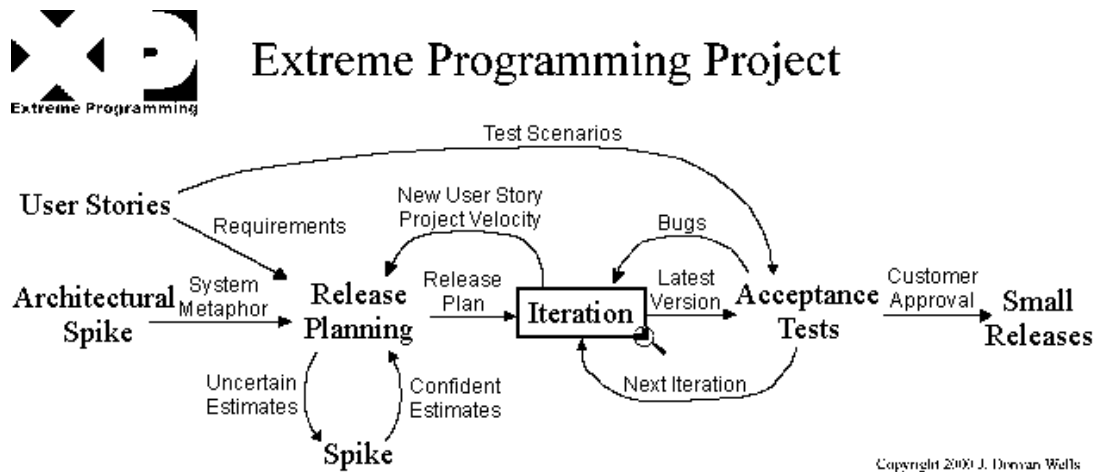 XP
Extreme Programming
Extreme Programming Project
Test Scenarios
User Stories
New User Story
Project Velocity
Requirements
Bugs
Architectural
Spike
System
Metaphor
Release
Planning
Release
Plan
Iteration
Latest
Version
Acceptance
Tests
Customer
Approval
Small
Releases
Uncertain
Estimates
Confident
Estimates
Next Iteration
Spike
Copyright 2000 J. Donvan Wells